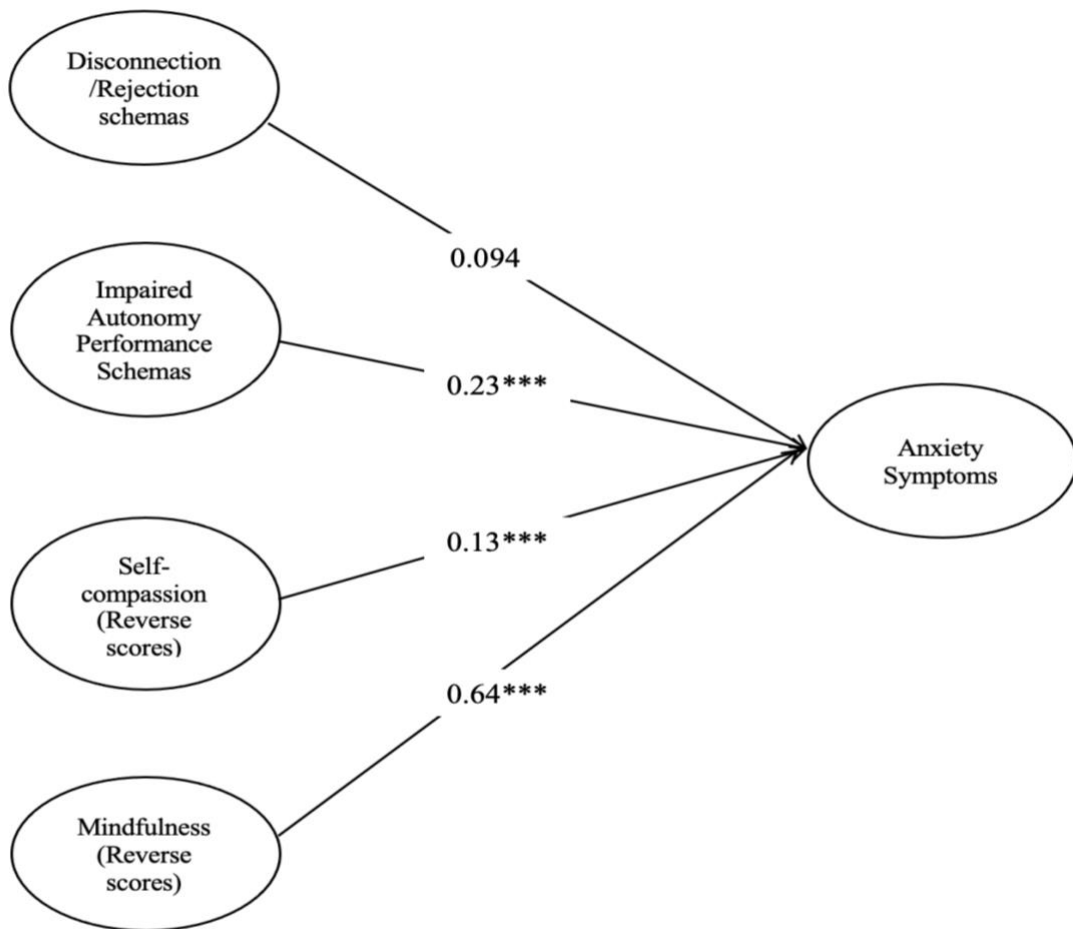 Disconnection
/Rejection
schemas
0.094
Impaired
Autonomy
Performance
Schemas
0.23***
Anxiety
Symptoms
Self-
compassion
(Reverse
scores)
0.13***
0.64***
Mindfulness
(Reverse
scores)